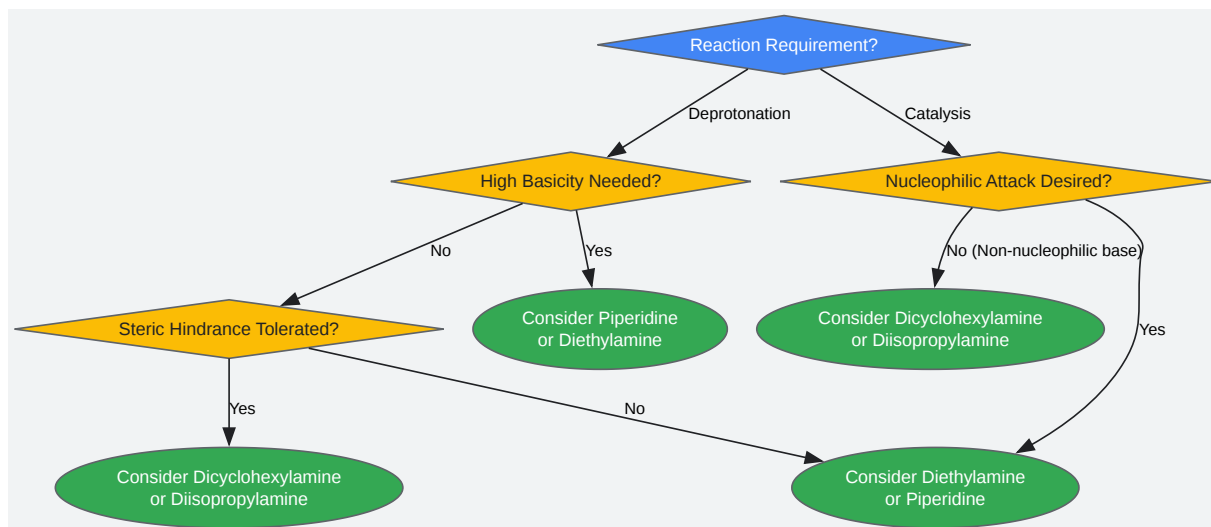 Reaction Requirement?
Deprotonation
Catalysis
High Basicity Needed?
Nucleophilic Attack Desired?
No
Yes
No (Non-nucleophilic base)
Steric Hindrance Tolerated?
Consider Piperidine
or Diethylamine
Consider Dicyclohexylamine
or Diisopropylamine
Yes
Yes
No
Consider Dicyclohexylamine
or Diisopropylamine
Consider Diethylamine
or Piperidine